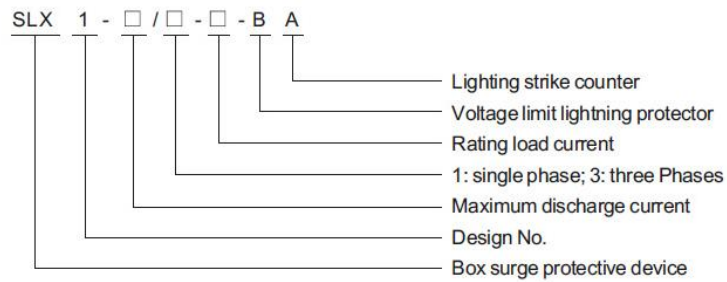 SLX 1 - □ / □ - □ - B A
Lighting strike counter
Voltage limit lightning protector
Rating load current
1: single phase; 3: three Phases
Maximum discharge current
Design No.
Box surge protective device